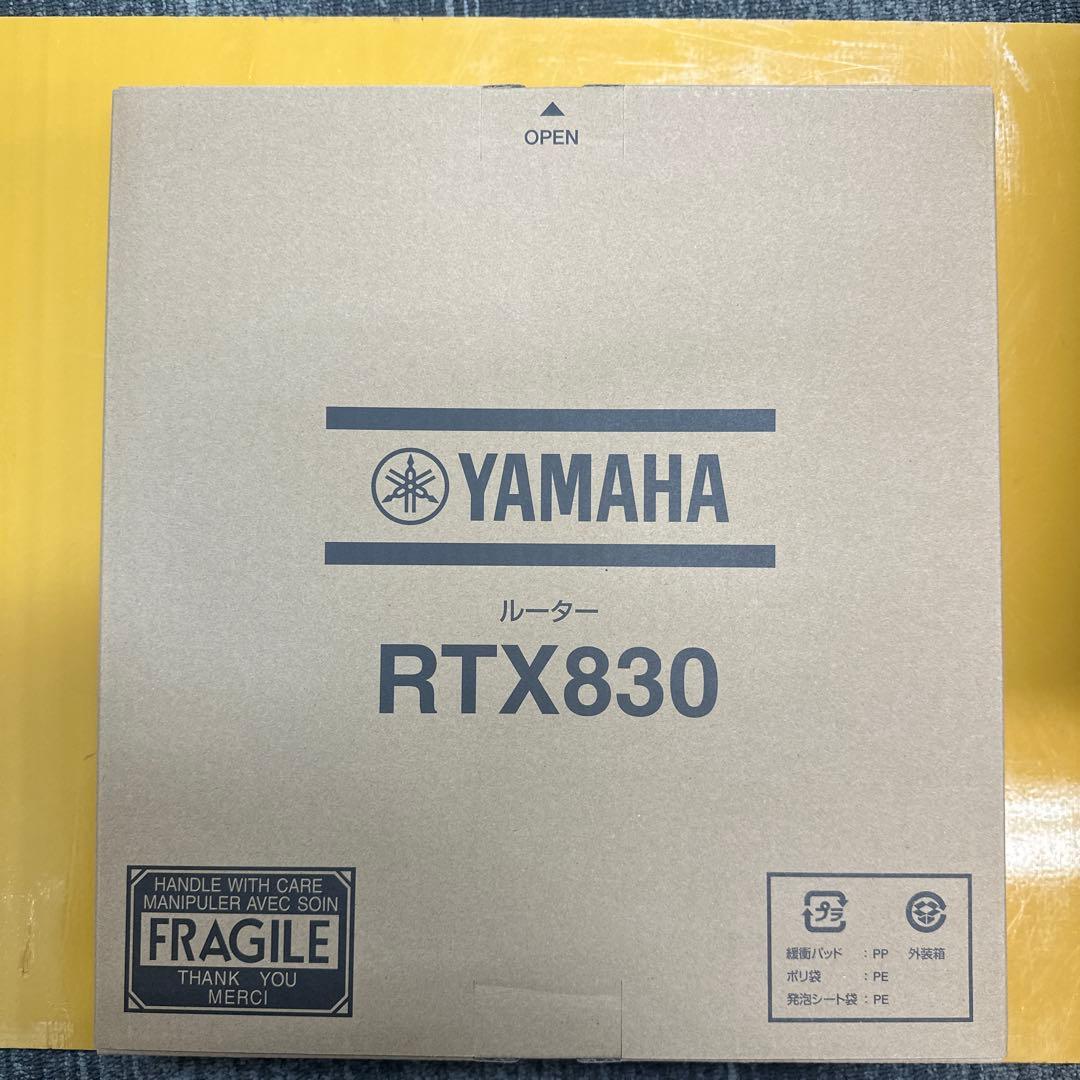 OPEN
YAMAHA
ルーター
RTX830
HANDLE WITH CARE
MANIPULER AVEC SOIN
FRAGILE
THANK YOU
MERCI
プラ
緩衝パッド : PP 外装箱
ポリ袋 : PE
発泡シート袋 : PE